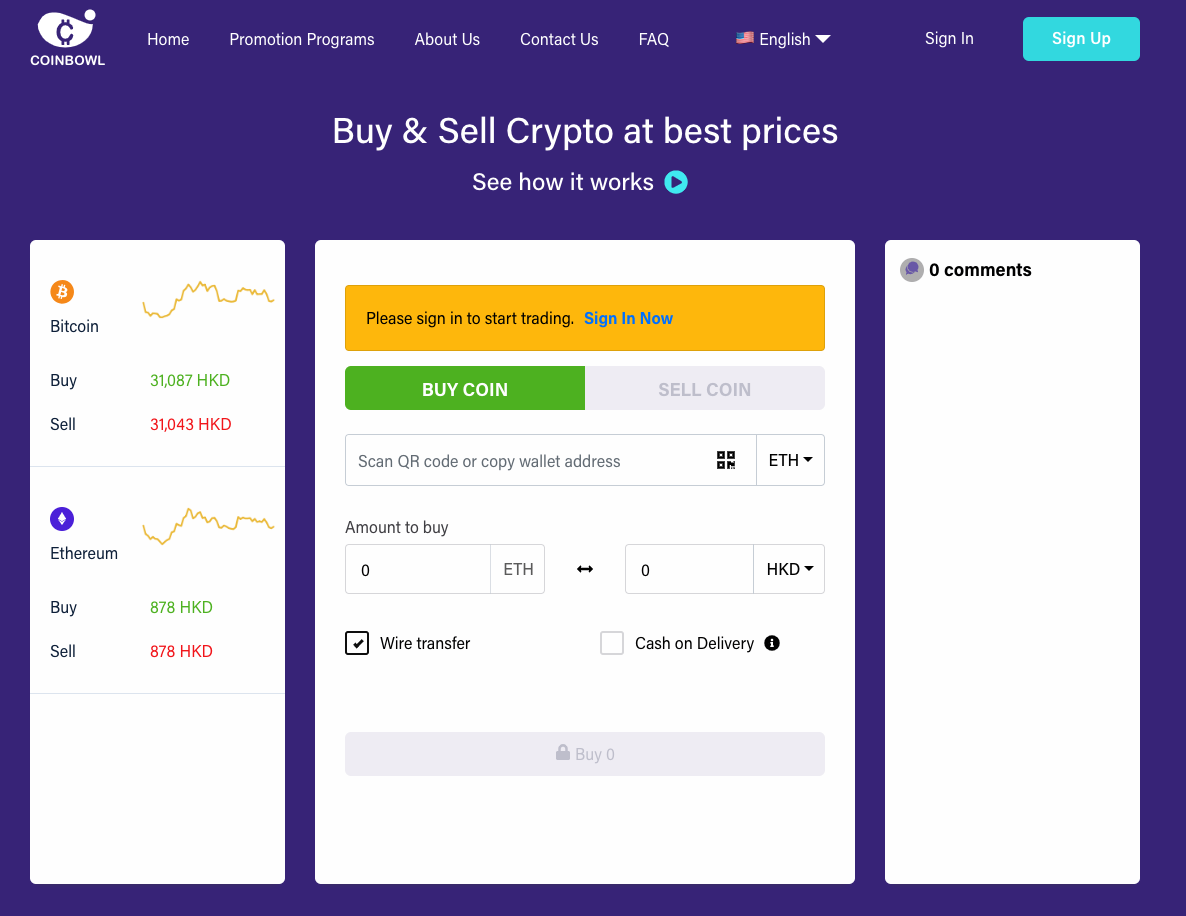 COINBOWL
Home
Promotion Programs
About Us
Contact Us
FAQ
English
Sign In
Sign Up
Buy & Sell Crypto at best prices
See how it works
Bitcoin
Buy 31,087 HKD
Sell 31,043 HKD
Ethereum
Buy 878 HKD
Sell 878 HKD
Please sign in to start trading. Sign In Now
BUY COIN
SELL COIN
Scan QR code or copy wallet address
ETH
Amount to buy
0 ETH
0 HKD
Wire transfer
Cash on Delivery
Buy 0
0 comments